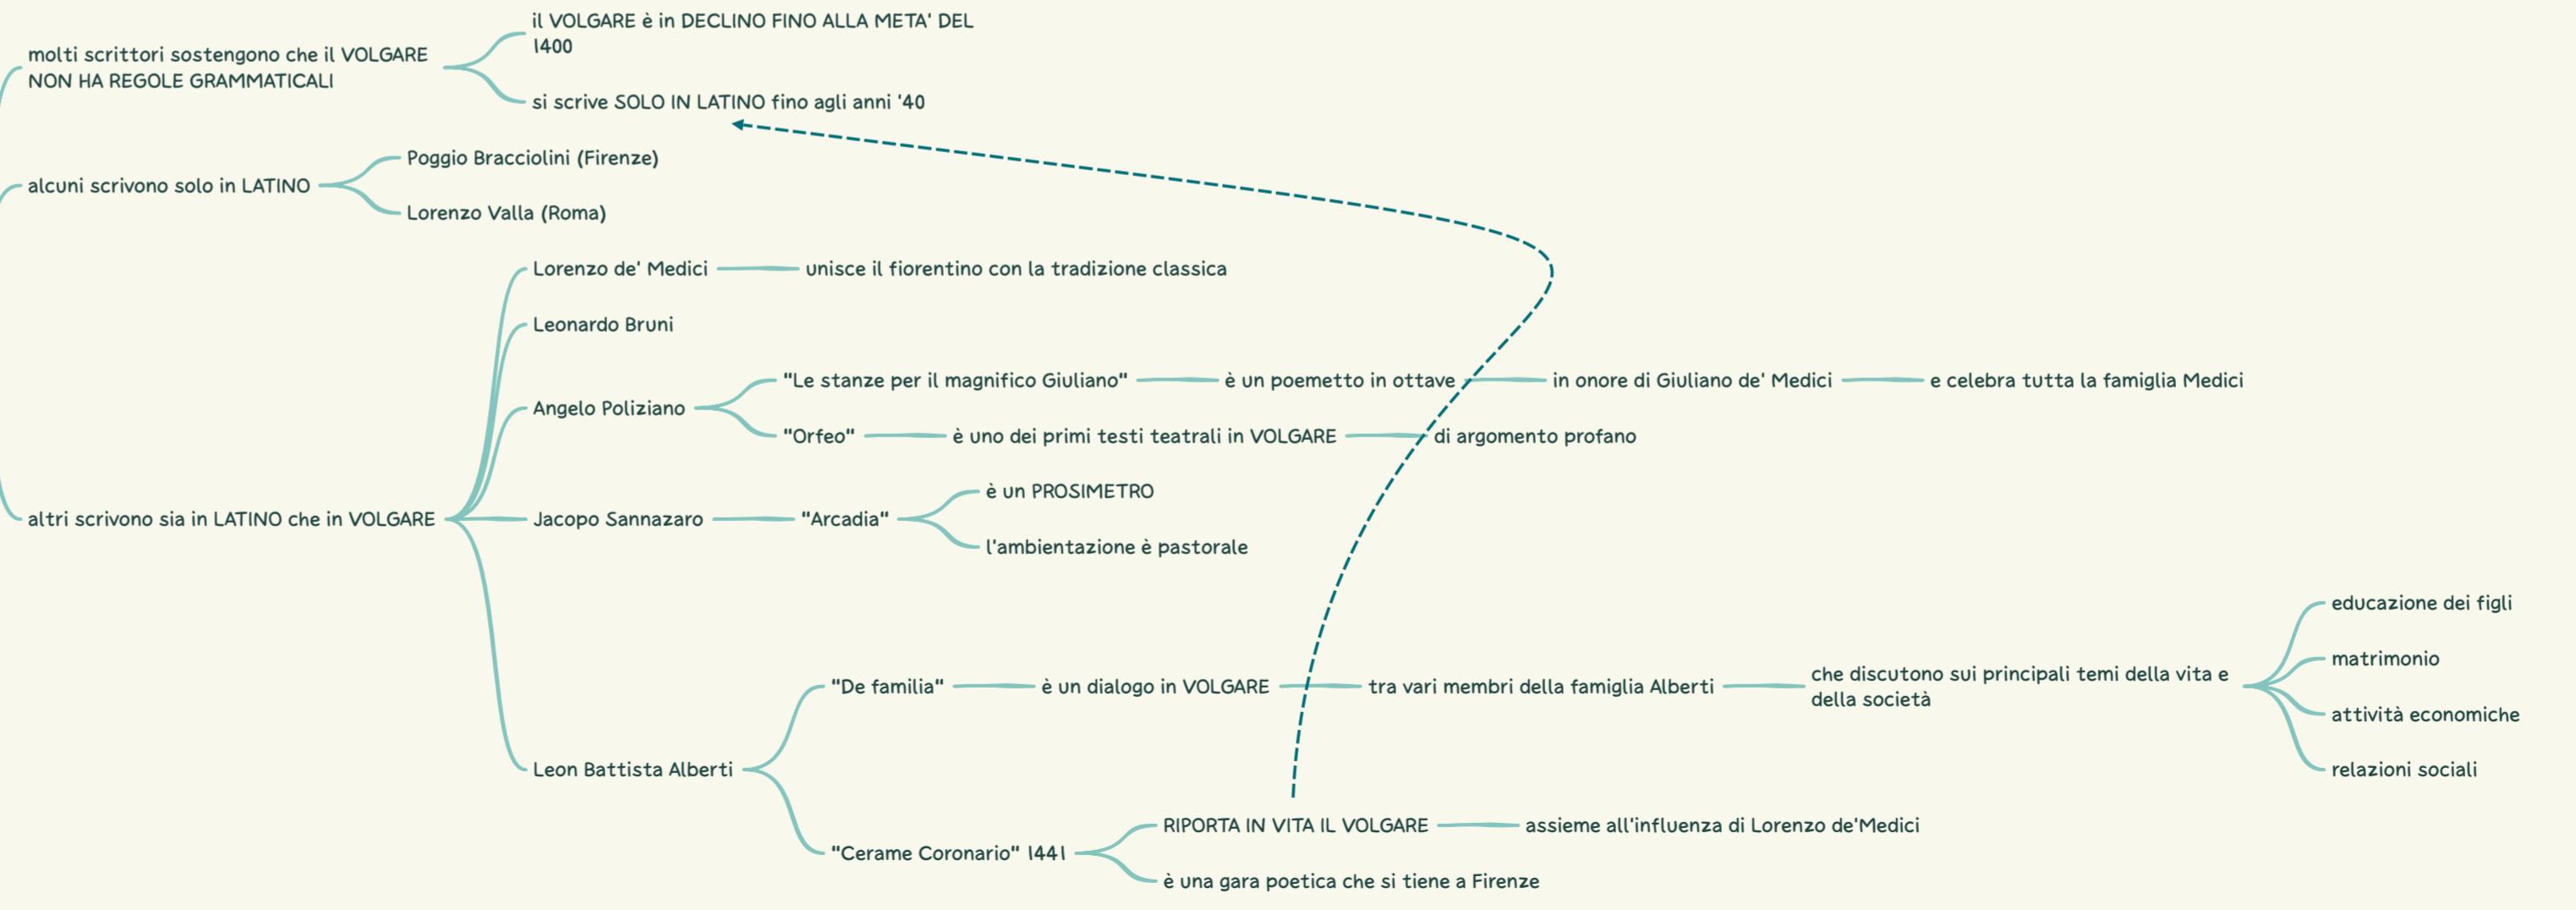 il VOLGARE è in DECLINO FINO ALLA META' DEL
1400
molti scrittori sostengono che il VOLGARE
NON HA REGOLE GRAMMATICALI
si scrive SOLO IN LATINO fino agli anni '40
Poggio Bracciolini (Firenze)
alcuni scrivono solo in LATINO
Lorenzo Valla (Roma)
Lorenzo de' Medici
unisce il fiorentino con la tradizione classica
Leonardo Bruni
"Le stanze per il magnifico Giuliano"
è un poemetto in ottave
in onore di Giuliano de' Medici
e celebra tutta la famiglia Medici
Angelo Poliziano
"Orfeo"
è uno dei primi testi teatrali in VOLGARE
di argomento profano
è un PROSIMETRO
altri scrivono sia in LATINO che in VOLGARE
Jacopo Sannazaro
"Arcadia"
l'ambientazione è pastorale
educazione dei figli
matrimonio
"De familia"
è un dialogo in VOLGARE
tra vari membri della famiglia Alberti
che discutono sui principali temi della vita e
della società
attività economiche
relazioni sociali
Leon Battista Alberti
RIPORTA IN VITA IL VOLGARE
assieme all'influenza di Lorenzo de'Medici
"Cerame Coronario" 1441
è una gara poetica che si tiene a Firenze